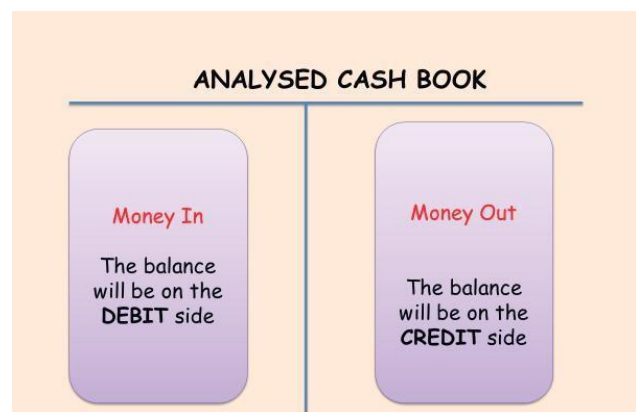 ANALYSED CASH BOOK
Money In
The balance
will be on the
DEBIT side
Money Out
The balance
will be on the
CREDIT side